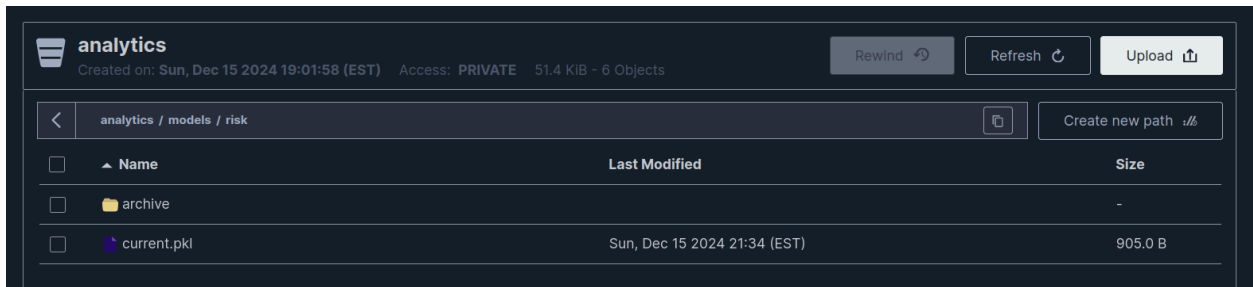 analytics
Created on: Sun, Dec 15 2024 19:01:58 (EST) Access: PRIVATE 51.4 KiB - 6 Objects
Rewind
Refresh
Upload
analytics / models / risk
Create new path
Name Last Modified Size
archive -
current.pkl Sun, Dec 15 2024 21:34 (EST) 905.0 B